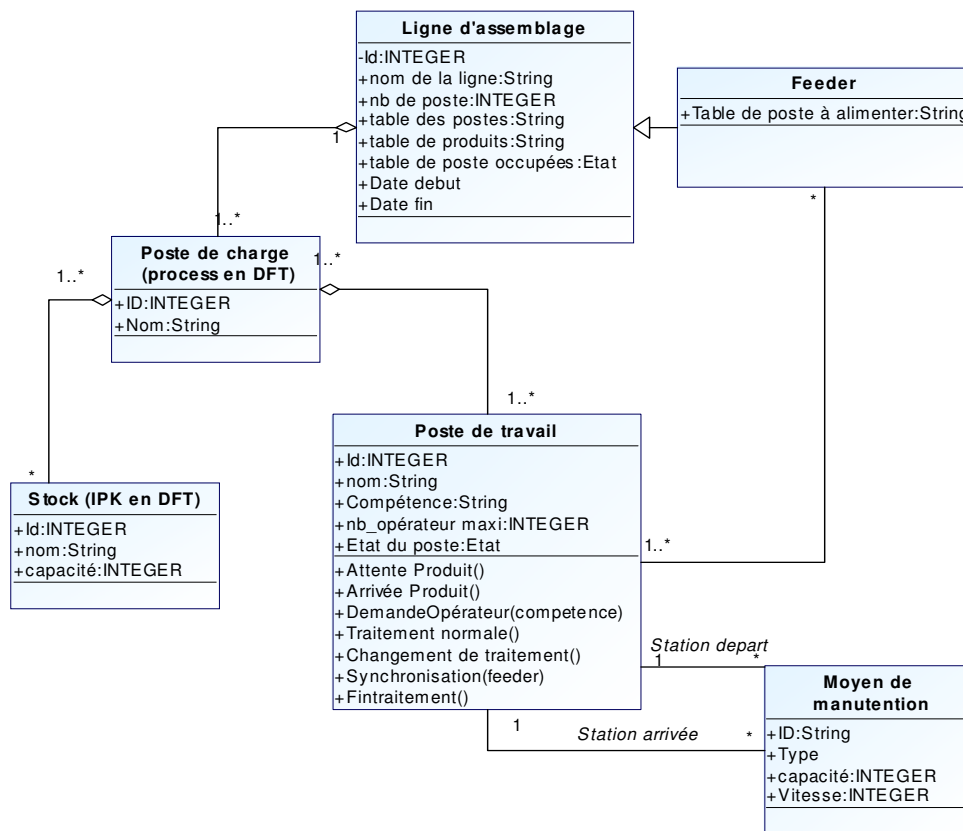 Ligne d'assemblage
-Id:INTEGER
+nom de la ligne:String
+nb de poste:INTEGER
+table des postes:String
+table de produits:String
+table de poste occupées:Etat
+Date debut
+Date fin
Feeder
+Table de poste à alimenter:String
1
1..*
*
Poste de charge
(process en DFT)
+ID:INTEGER
+Nom:String
1..*
1..*
1..*
*
Stock (IPK en DFT)
+Id:INTEGER
+nom:String
+capacité:INTEGER
Poste de travail
+Id:INTEGER
+nom:String
+Compétence:String
+nb_opérateur maxi:INTEGER
+Etat du poste:Etat
+Attente Produit()
+Arrivée Produit()
+DemandeOpérateur(competence)
+Traitement normale()
+Changement de traitement()
+Synchronisation(feeder)
+Fintraitement()
1..*
Station depart
1
*
Station arrivée
1
*
Moyen de
manutention
+ID:String
+Type
+capacité:INTEGER
+Vitesse:INTEGER